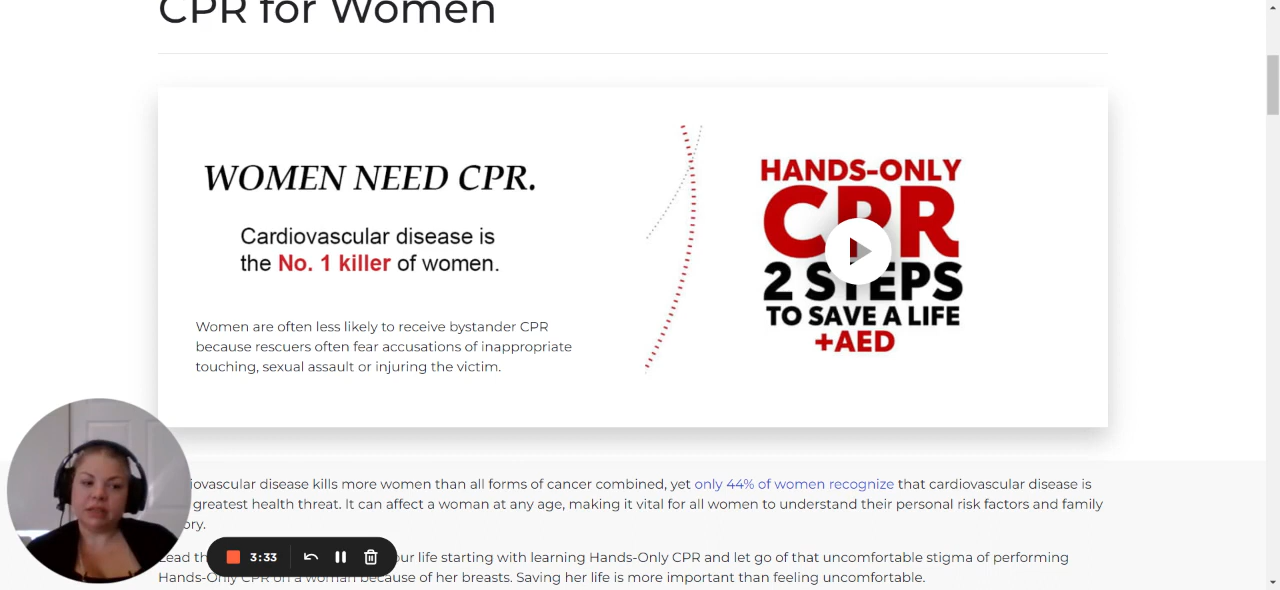 CPR for Women
WOMEN NEED CPR.
Cardiovascular disease is
the No. 1 killer of women.
Women are often less likely to receive bystander CPR
because rescuers often fear accusations of inappropriate
touching, sexual assault or injuring the victim.
HANDS-ONLY
CPR
2 STEPS
TO SAVE A LIFE
+AED
disease kills more women than all forms of cancer combined, yet only 44% of women recognize that cardiovascular disease is
greatest health threat. It can affect a woman at any age, making it vital for all women to understand their personal risk factors and family
Lead life starting with learning Hands-Only CPR and let go of that uncomfortable stigma of performing
Hands-Only CPR on a woman because of her breasts. Saving her life is more important than feeling uncomfortable.
3:33